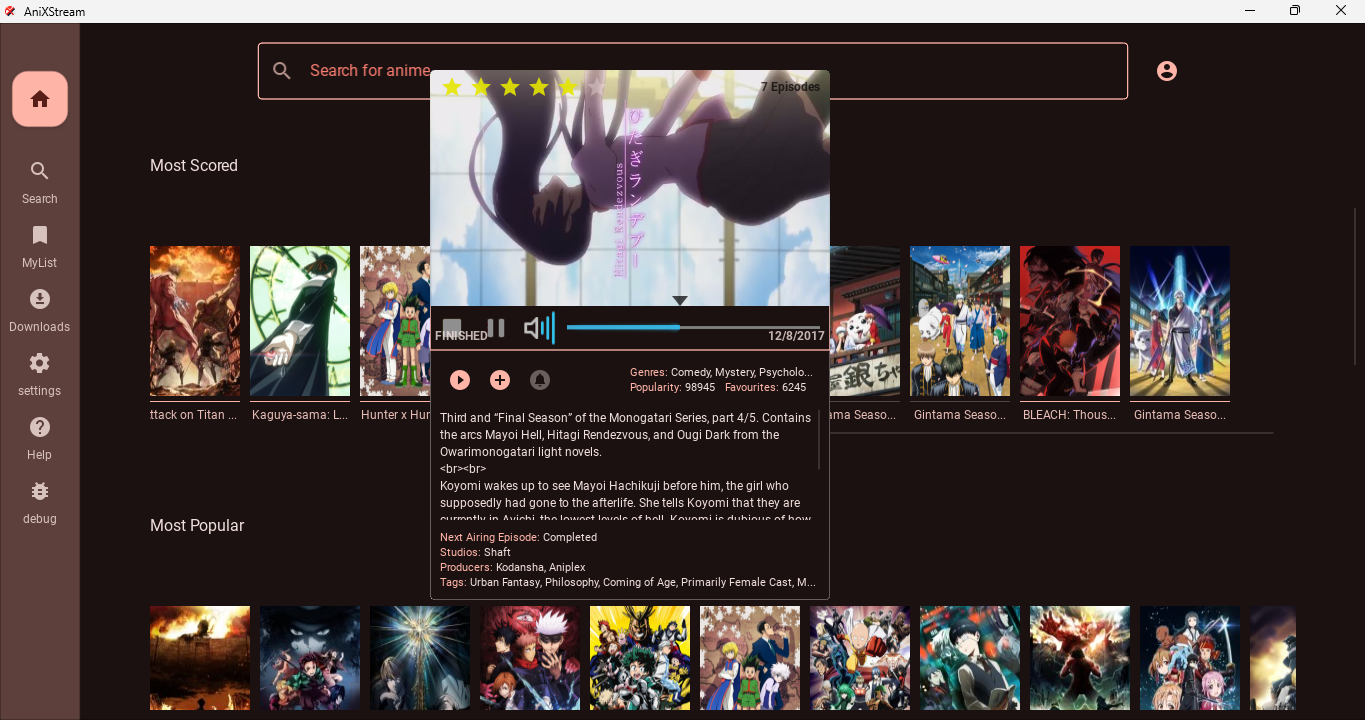 AniXStream
Search for anime
7 Episodes
ひたぎランデブー
Hitagi Rendezvous
Most Scored
Search
MyList
Downloads
settings
Help
debug
FINISHED
12/8/2017
ttack on Titan ...
Kaguya-sama: L...
Hunter x Hun
ama Seaso...
Gintama Seaso...
BLEACH: Thous...
Gintama Seaso...
Genres: Comedy, Mystery, Psycholo...
Popularity: 98945 Favourites: 6245
Third and “Final Season” of the Monogatari Series, part 4/5. Contains
the arcs Mayoi Hell, Hitagi Rendezvous, and Ougi Dark from the
Owarimonogatari light novels.
<br><br>
Koyomi wakes up to see Mayoi Hachikuji before him, the girl who
supposedly had gone to the afterlife. She tells Koyomi that they are
currently in Avichi, the lowest levels of hell. Koyomi is dubious of how
Next Airing Episode: Completed
Studios: Shaft
Producers: Kodansha, Aniplex
Tags: Urban Fantasy, Philosophy, Coming of Age, Primarily Female Cast, M...
Most Popular